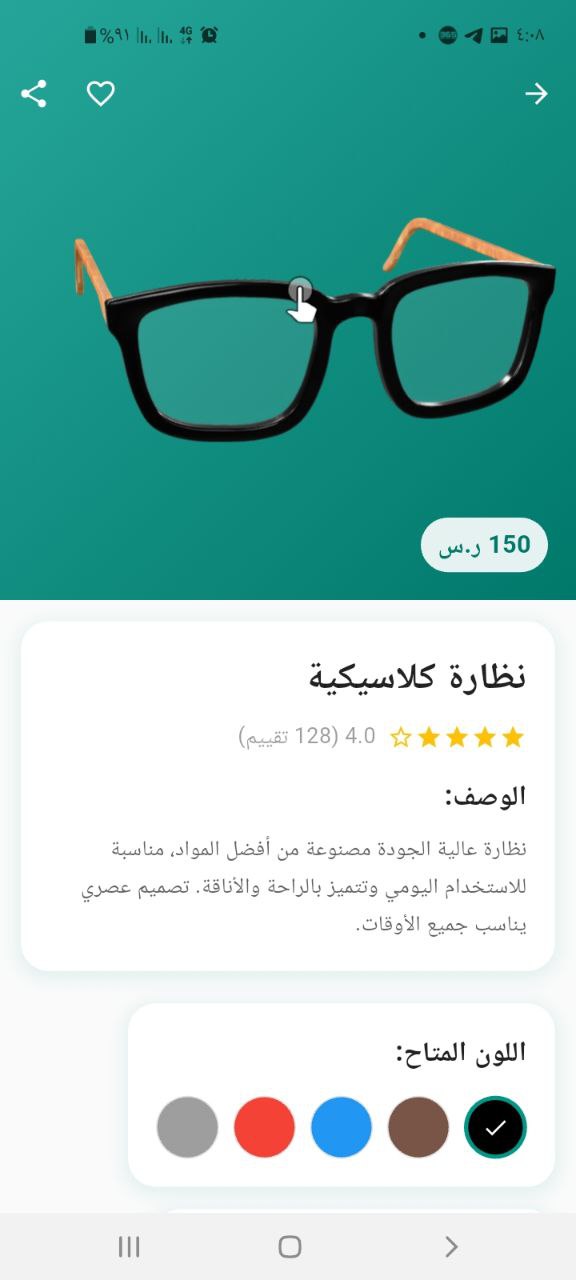 ٤:٠٨
365
4G
%٩١
150 ر.س
نظارة كلاسيكية
4.0 (128 تقييم)
الوصف:
نظارة عالية الجودة مصنوعة من أفضل المواد، مناسبة
للاستخدام اليومي وتتميز بالراحة والأناقة. تصميم عصري
يناسب جميع الأوقات.
اللون المتاح: